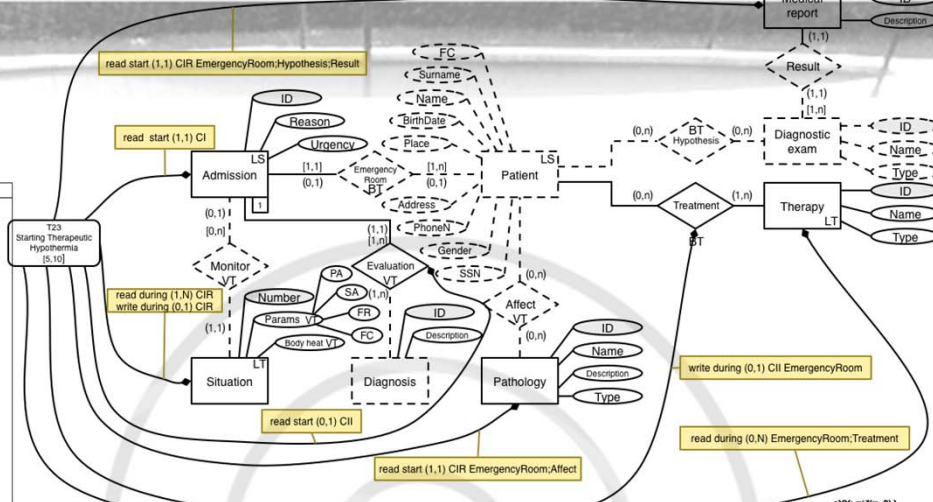 Medical
report
ID
Description
(1,1)
read start (1,1) CIR EmergencyRoom;Hypothesis;Result
Result
(1,1)
[1,n]
FC
Surname
Name
BirthDate
Place
ID
Reason
Urgency
read start (1,1) CI
LS
Admission
1
[1,1]
(0,1)
Emergency
Room
BT
[1,n]
(0,1)
LS
Patient
(0,n)
BT
Hypothesis
(0,n)
Diagnostic
exam
ID
Name
Type
Address
PhoneN
Gender
SSN
(0,n)
Treatment
BT
(1,n)
Therapy
LT
ID
Name
Type
T23
Starting Therapeutic
Hypothermia
[5,10]
(0,1)
[0,n]
Monitor
VT
(1,1)
(1,1)
[1,n]
Evaluation
VT
(1,n)
PA
SA
FR
FC
Number
Params VT
Body heat VT
read during (1,N) CIR
write during (0,1) CIR
LT
Situation
ID
Description
Diagnosis
(0,n)
Affect
VT
(0,n)
Pathology
ID
Name
Description
Type
write during (0,1) CII EmergencyRoom
read start (0,1) CII
read during (0,N) EmergencyRoom;Treatment
read start (1,1) CIR EmergencyRoom;Affect